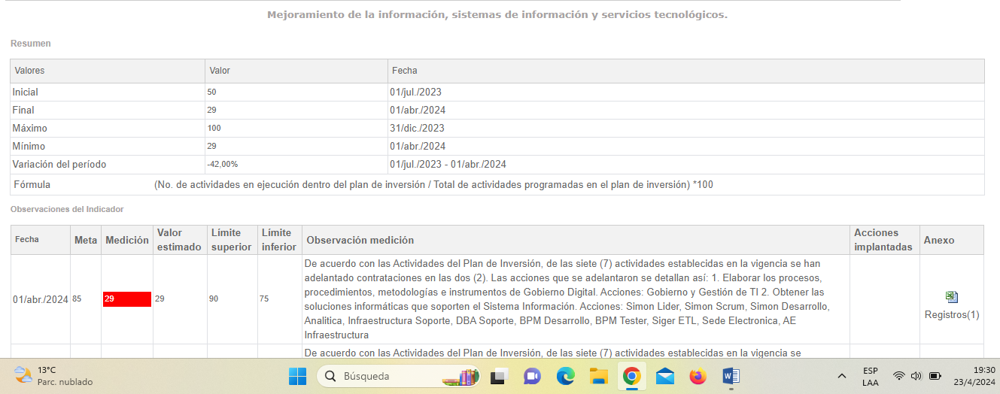 Mejoramiento de la información, sistemas de información y servicios tecnológicos.
Resumen
Valores Valor Fecha
Inicial 50 01/jul./2023
Final 29 01/abr./2024
Máximo 100 31/dic./2023
Mínimo 29 01/abr./2024
Variación del período -42,00% 01/jul./2023 - 01/abr./2024
Fórmula (No. de actividades en ejecución dentro del plan de inversión / Total de actividades programadas en el plan de inversión) *100
Observaciones del Indicador
Fecha Meta Medición Valor estimado Límite superior Límite inferior Observación medición Acciones implantadas Anexo
01/abr./2024 85 29 29 90 75
De acuerdo con las Actividades del Plan de Inversión, de las siete (7) actividades establecidas en la vigencia se han
adelantado contrataciones en las dos (2). Las acciones que se adelantaron se detallan así: 1. Elaborar los procesos,
procedimientos, metodologías e instrumentos de Gobierno Digital. Acciones: Gobierno y Gestión de TI 2. Obtener las
soluciones informáticas que soporten el Sistema Información. Acciones: Simon Lider, Simon Scrum, Simon Desarrollo,
Analitica, Infraestructura Soporte, DBA Soporte, BPM Desarrollo, BPM Tester, Siger ETL, Sede Electronica, AE
Infraestructura
Registros(1)
De acuerdo con las Actividades del Plan de Inversión, de las siete (7) actividades establecidas en la vigencia se
13°C
Parc. nublado
Búsqueda
ESP
LAA
19:30
23/4/2024